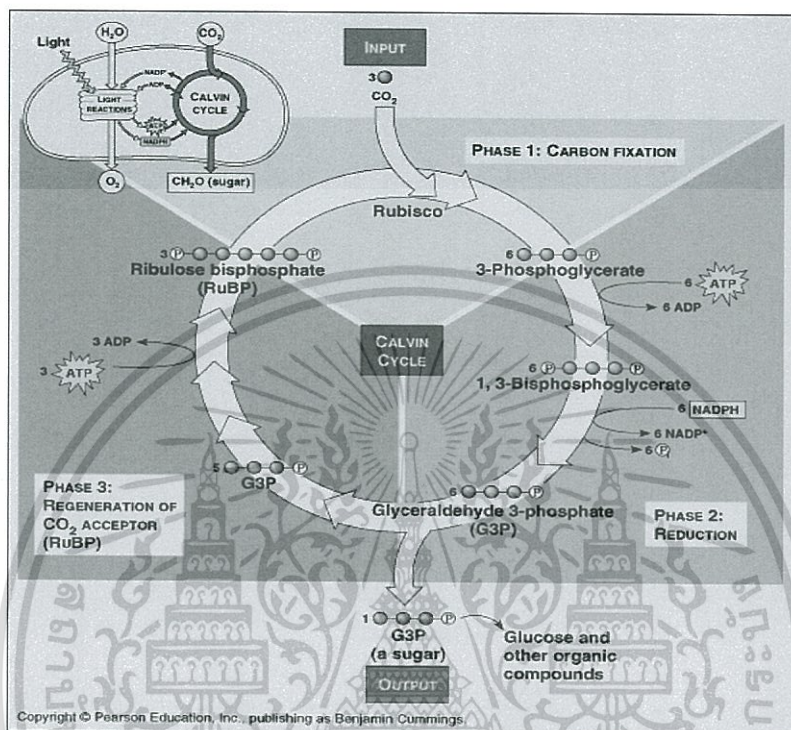 Light
H₂O
CO₂
NADP⁺
ADP
LIGHT
REACTIONS
CALVIN
CYCLE
ATP
NADPH
O₂
CH₂O (sugar)
INPUT
3
CO₂
PHASE 1: CARBON FIXATION
Rubisco
3 P P
Ribulose bisphosphate
(RuBP)
6 P
3-Phosphoglycerate
6 ATP
6 ADP
3 ADP
3 ATP
CALVIN
CYCLE
6 P P
1, 3-Bisphosphoglycerate
6 NADPH
6 NADP⁺
6 P
5 P
G3P
6 P
Glyceraldehyde 3-phosphate
(G3P)
PHASE 3:
REGENERATION OF
CO₂ ACCEPTOR
(RuBP)
PHASE 2:
REDUCTION
1 P
G3P
(a sugar)
Glucose and
other organic
compounds
OUTPUT
Copyright © Pearson Education, Inc., publishing as Benjamin Cummings.